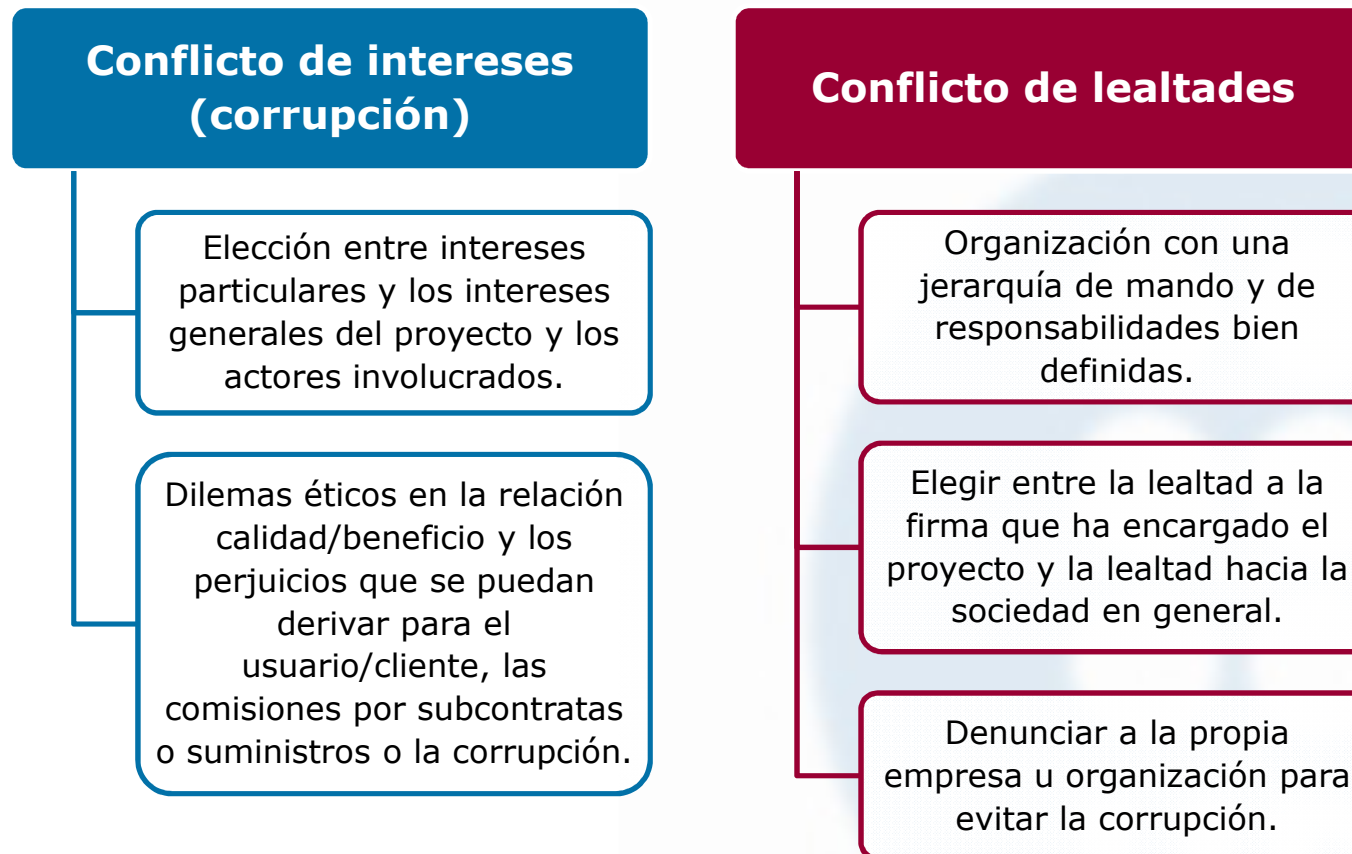 Conflicto de intereses
(corrupción)
Elección entre intereses
particulares y los intereses
generales del proyecto y los
actores involucrados.
Dilemas éticos en la relación
calidad/beneficio y los
perjuicios que se puedan
derivar para el
usuario/cliente, las
comisiones por subcontratas
o suministros o la corrupción.
Conflicto de lealtades
Organización con una
jerarquía de mando y de
responsabilidades bien
definidas.
Elegir entre la lealtad a la
firma que ha encargado el
proyecto y la lealtad hacia la
sociedad en general.
Denunciar a la propia
empresa u organización para
evitar la corrupción.